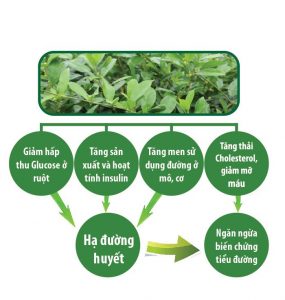 Giảm hấp
thu Glucose ở
ruột
Tăng sản
xuất và hoạt
tính insulin
Tăng men sử
dụng đường ở
mô, cơ
Tăng thải
Cholesterol,
giảm mỡ
máu
Hạ đường
huyết
Ngăn ngừa
biến chứng
tiểu đường